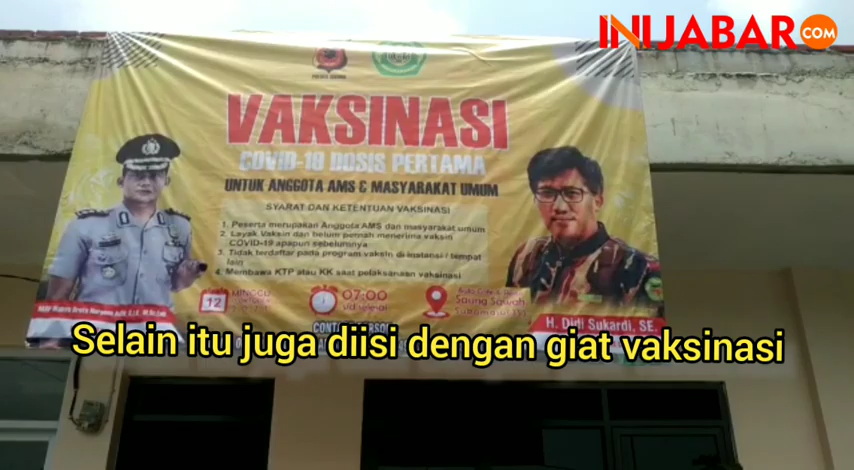 INIJABAR.COM
VAKSINASI
COVID-19 DOSIS PERTAMA
UNTUK ANGGOTA AMS & MASYARAKAT UMUM
SYARAT DAN KETENTUAN VAKSINASI
1. Peserta merupakan Anggota AMS dan masyarakat umum
2. Layak Vaksin dan belum pernah menerima vaksin
COVID-19 apapun sebelumnya
3. Tidak terdaftar pada program vaksin di instansi / tempat
lain
4. Membawa KTP atau KK saat pelaksanaan vaksinasi
12 MINGGU
07:00
Saung Sawah
H. Didi Sukardi, SE.
Selain itu juga diisi dengan giat vaksinasi